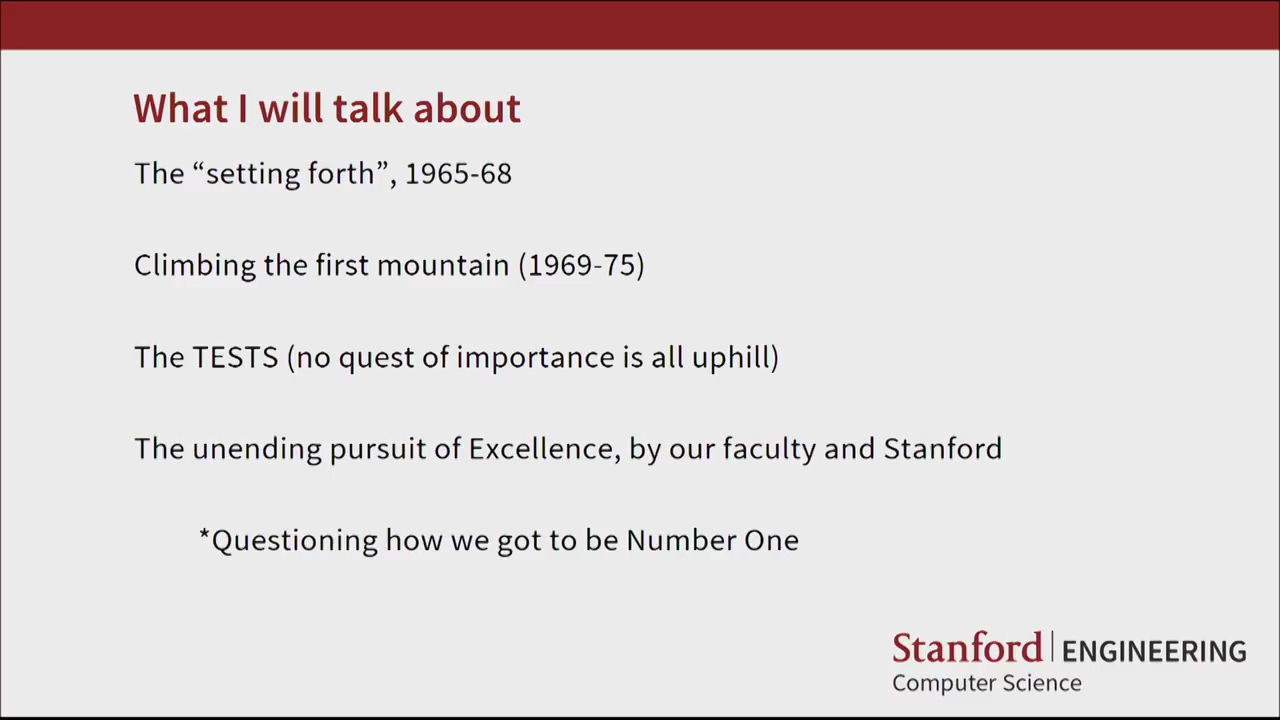 What I will talk about
The “setting forth”, 1965-68
Climbing the first mountain (1969-75)
The TESTS (no quest of importance is all uphill)
The unending pursuit of Excellence, by our faculty and Stanford
*Questioning how we got to be Number One
Stanford | ENGINEERING
Computer Science